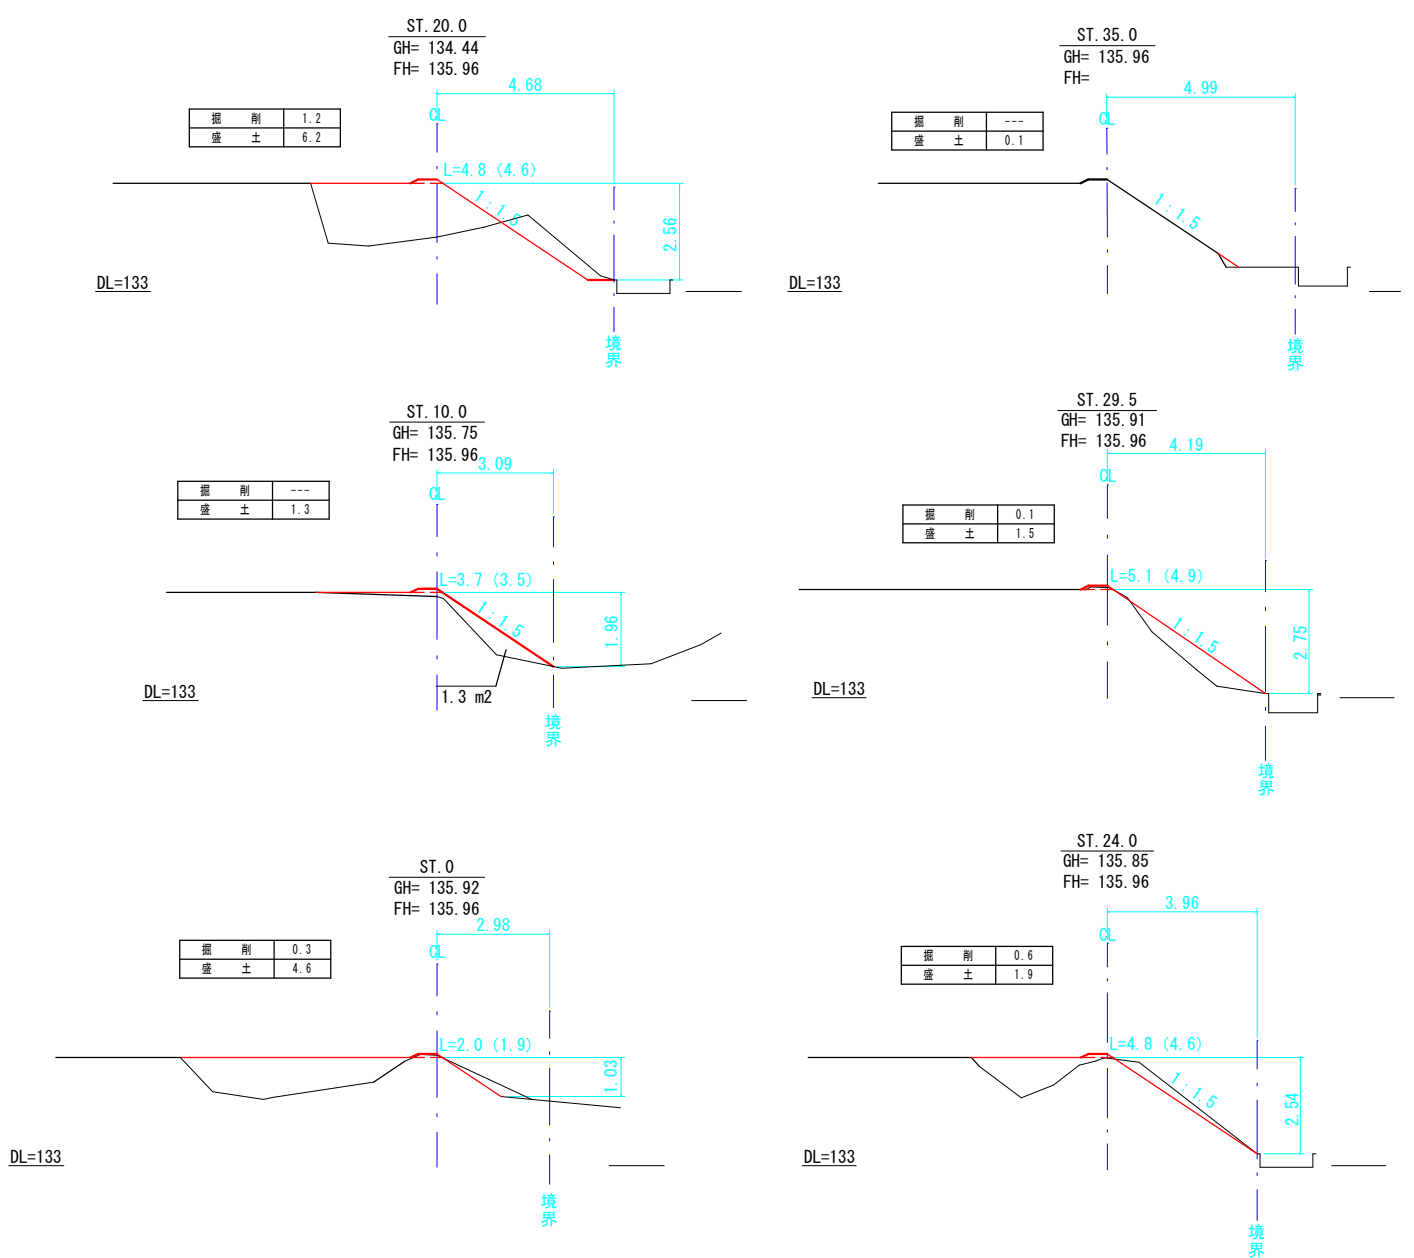 ST.20.0
GH= 134.44
FH= 135.96
4.68
CL
掘 削 1.2
盛 土 6.2
L=4.8 (4.6)
1:1.5
2.56
DL=133
境界
ST.35.0
GH= 135.96
FH=
4.99
CL
掘 削 ---
盛 土 0.1
1:1.5
DL=133
境界
ST.10.0
GH= 135.75
FH= 135.96
3.09
CL
掘 削 ---
盛 土 1.3
L=3.7 (3.5)
1:1.5
1.96
DL=133
1.3 m2
境界
ST.29.5
GH= 135.91
FH= 135.96
4.19
CL
掘 削 0.1
盛 土 1.5
L=5.1 (4.9)
1:1.5
2.75
DL=133
境界
ST.0
GH= 135.92
FH= 135.96
2.98
CL
掘 削 0.3
盛 土 4.6
L=2.0 (1.9)
1.03
DL=133
境界
ST.24.0
GH= 135.85
FH= 135.96
3.96
CL
掘 削 0.6
盛 土 1.9
L=4.8 (4.6)
1:1.5
2.54
DL=133
境界